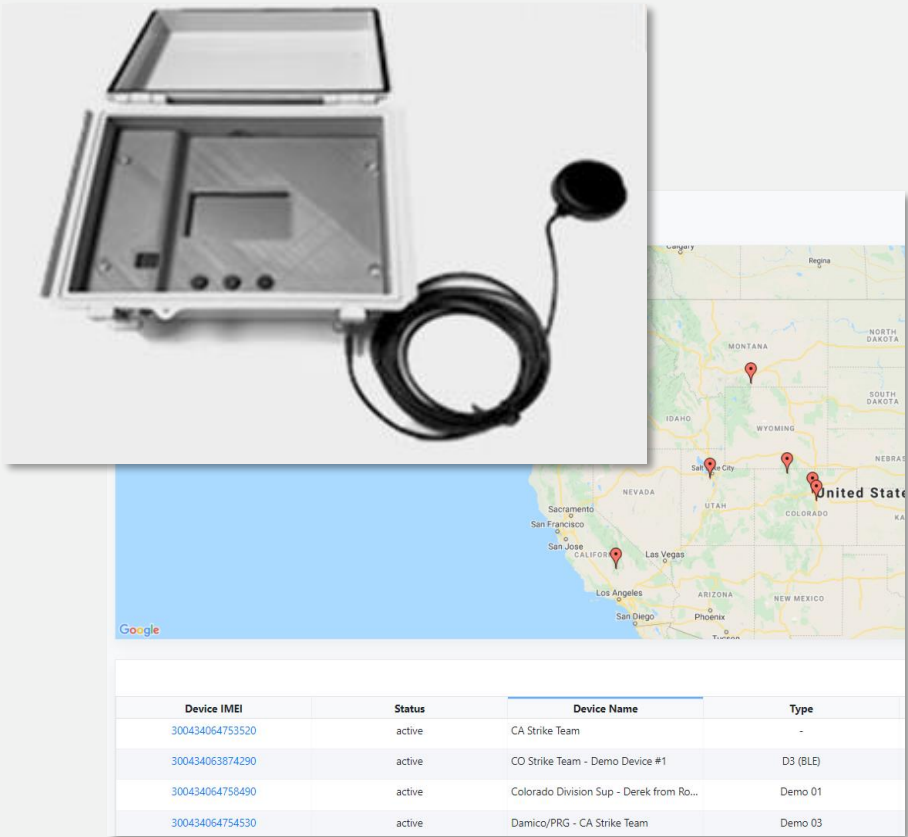 Calgary
Regina
NORTH
DAKOTA
MONTANA
SOUTH
DAKOTA
IDAHO
WYOMING
Salt City
NEBRAS
NEVADA
United State
UTAH
COLORADO
KA
Sacramento
San Francisco
San Jose
Las Vegas
Los Angeles
ARIZONA
NEW MEXICO
San Diego
Phoenix
Google
Device IMEI Status Device Name Type
300434064753520 active CA Strike Team -
300434063874290 active CO Strike Team - Demo Device #1 D3 (BLE)
300434064758490 active Colorado Division Sup - Derek from Ro... Demo 01
300434064754530 active Damico/PRG - CA Strike Team Demo 03